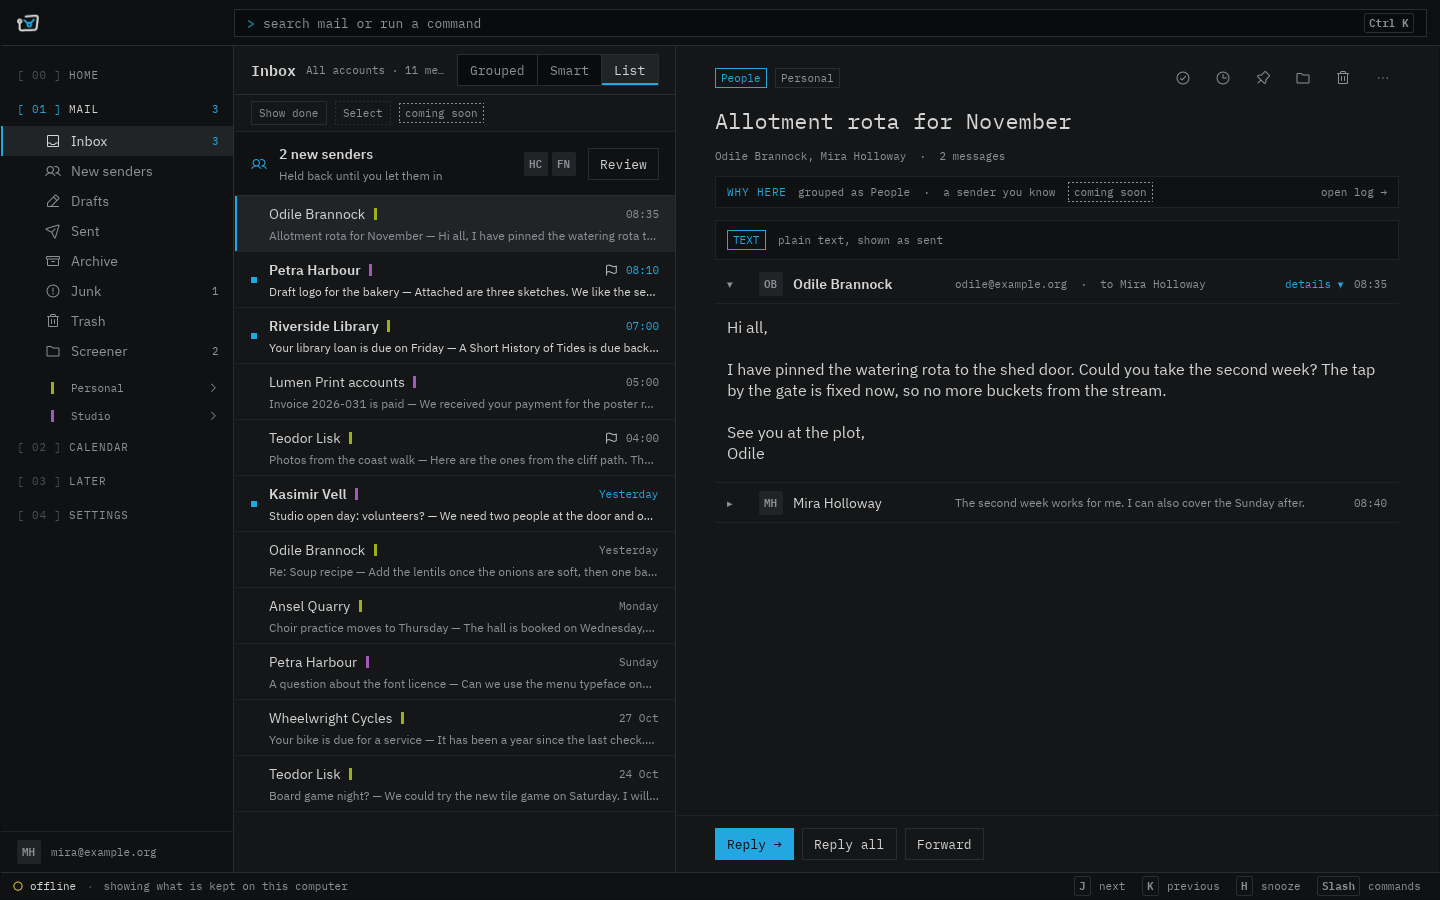 > search mail or run a command
Ctrl K
[ 00 ] HOME
[ 01 ] MAIL 3
Inbox 3
New senders
Drafts
Sent
Archive
Junk 1
Trash
Screener 2
Personal
Studio
[ 02 ] CALENDAR
[ 03 ] LATER
[ 04 ] SETTINGS
MH mira@example.org
Inbox All accounts · 11 me…
Grouped Smart List
Show done Select coming soon
2 new senders
Held back until you let them in
HC FN Review
Odile Brannock 08:35
Allotment rota for November — Hi all, I have pinned the watering rota t…
Petra Harbour 08:10
Draft logo for the bakery — Attached are three sketches. We like the se…
Riverside Library 07:00
Your library loan is due on Friday — A Short History of Tides is due back…
Lumen Print accounts 05:00
Invoice 2026-031 is paid — We received your payment for the poster r…
Teodor Lisk 04:00
Photos from the coast walk — Here are the ones from the cliff path. Th…
Kasimir Vell Yesterday
Studio open day: volunteers? — We need two people at the door and o…
Odile Brannock Yesterday
Re: Soup recipe — Add the lentils once the onions are soft, then one ba…
Ansel Quarry Monday
Choir practice moves to Thursday — The hall is booked on Wednesday,…
Petra Harbour Sunday
A question about the font licence — Can we use the menu typeface on…
Wheelwright Cycles 27 Oct
Your bike is due for a service — It has been a year since the last check.…
Teodor Lisk 24 Oct
Board game night? — We could try the new tile game on Saturday. I will…
People Personal
Allotment rota for November
Odile Brannock, Mira Holloway · 2 messages
WHY HERE grouped as People · a sender you know coming soon open log →
TEXT plain text, shown as sent
▾ OB Odile Brannock odile@example.org · to Mira Holloway details ▾ 08:35
Hi all,
I have pinned the watering rota to the shed door. Could you take the second week? The tap
by the gate is fixed now, so no more buckets from the stream.
See you at the plot,
Odile
▸ MH Mira Holloway The second week works for me. I can also cover the Sunday after. 08:40
Reply → Reply all Forward
offline · showing what is kept on this computer
J next K previous H snooze Slash commands